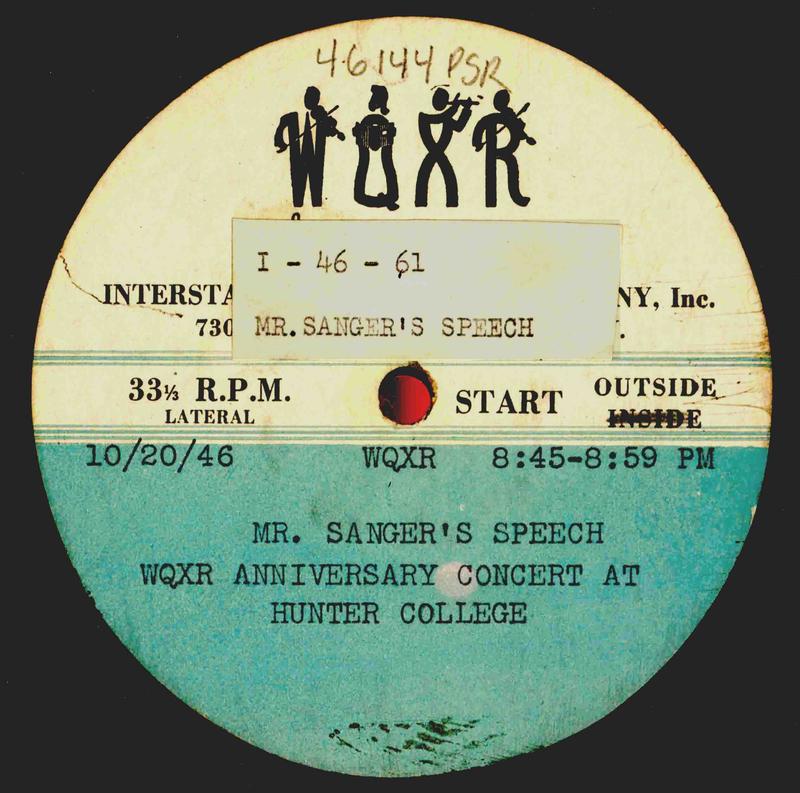 46144 PSR
WQXR
I - 46 - 61
INTERSTA NY, Inc.
730 MR.SANGER'S SPEECH .
33⅓ R.P.M. START OUTSIDE
LATERAL INSIDE
10/20/46 WQXR 8:45-8:59 PM
MR. SANGER'S SPEECH
WQXR ANNIVERSARY CONCERT AT
HUNTER COLLEGE